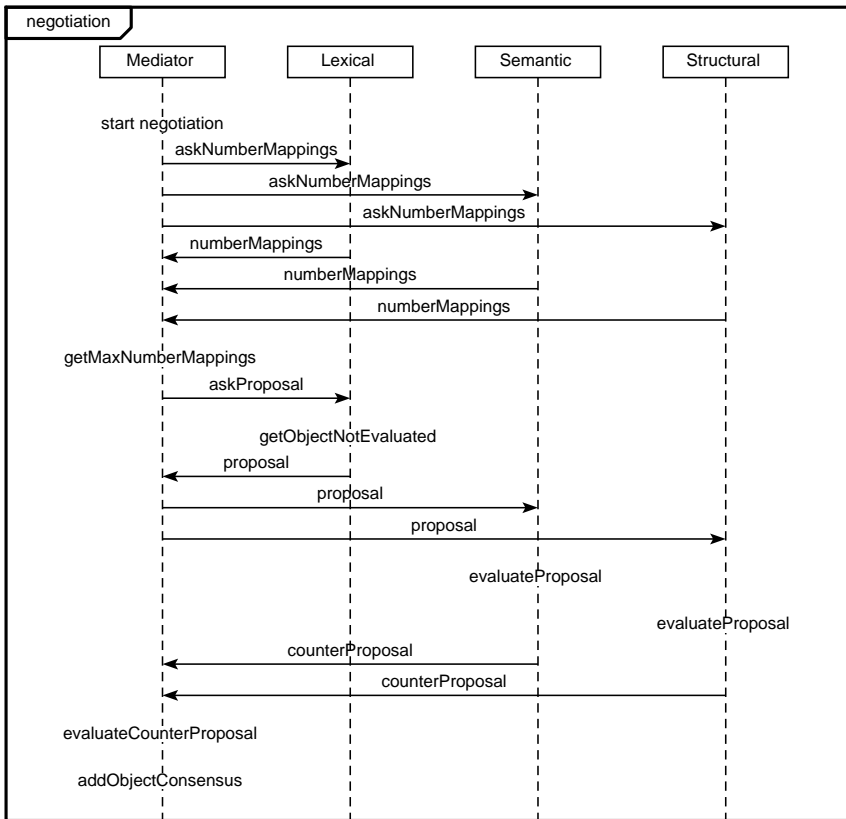 negotiation
Mediator Lexical Semantic Structural
start negotiation
askNumberMappings
askNumberMappings
askNumberMappings
numberMappings
numberMappings
numberMappings
getMaxNumberMappings
askProposal
getObjectNotEvaluated
proposal
proposal
proposal
evaluateProposal
evaluateProposal
counterProposal
counterProposal
evaluateCounterProposal
addObjectConsensus